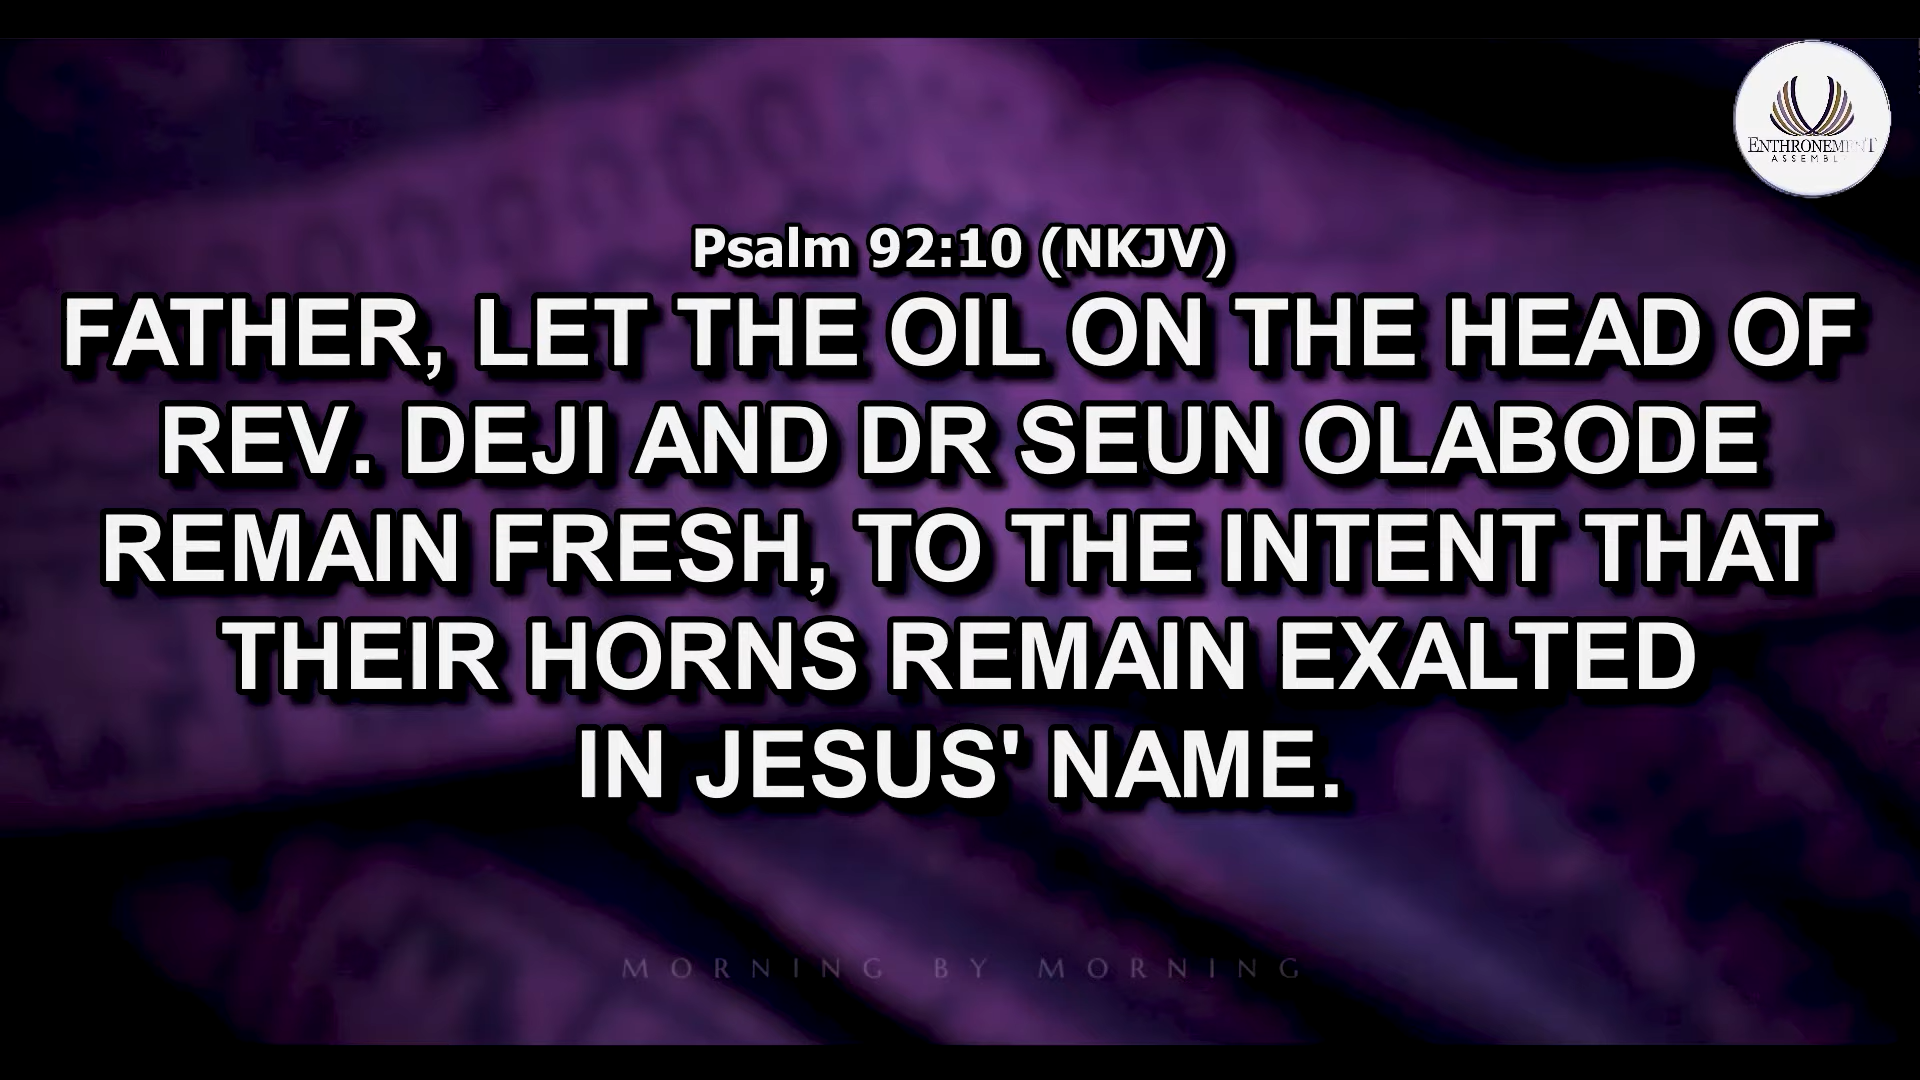 ENTHRONEMENT
ASSEMBLY
Psalm 92:10 (NKJV)
FATHER, LET THE OIL ON THE HEAD OF
REV. DEJI AND DR SEUN OLABODE
REMAIN FRESH, TO THE INTENT THAT
THEIR HORNS REMAIN EXALTED
IN JESUS' NAME.
MORNING BY MORNING